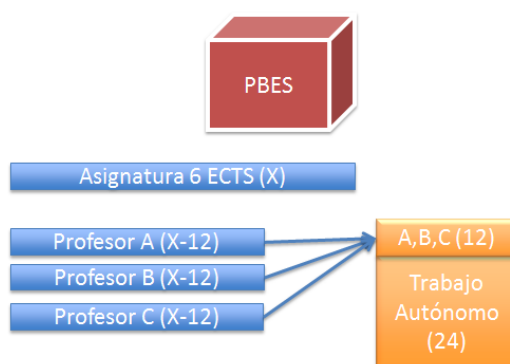 PBES
Asignatura 6 ECTS (X)
Profesor A (X-12)
A,B,C (12)
Profesor B (X-12)
Profesor C (X-12)
Trabajo
Autónomo
(24)